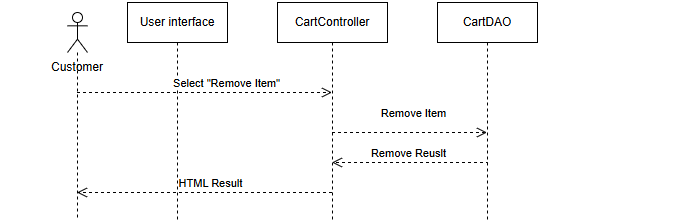 User interface
CartController
CartDAO
Customer
Select "Remove Item"
Remove Item
Remove Reuslt
HTML Result